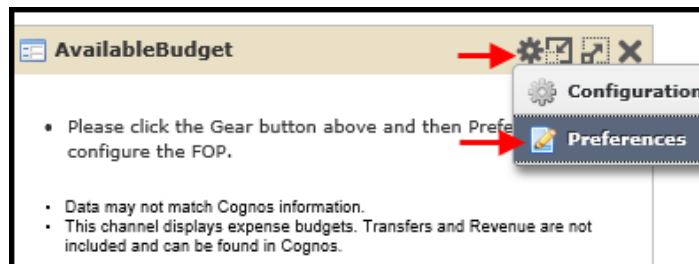 AvailableBudget
Configuration
• Please click the Gear button above and then
Preferences
configure the FOP.
• Data may not match Cognos information.
• This channel displays expense budgets. Transfers and Revenue are not
included and can be found in Cognos.